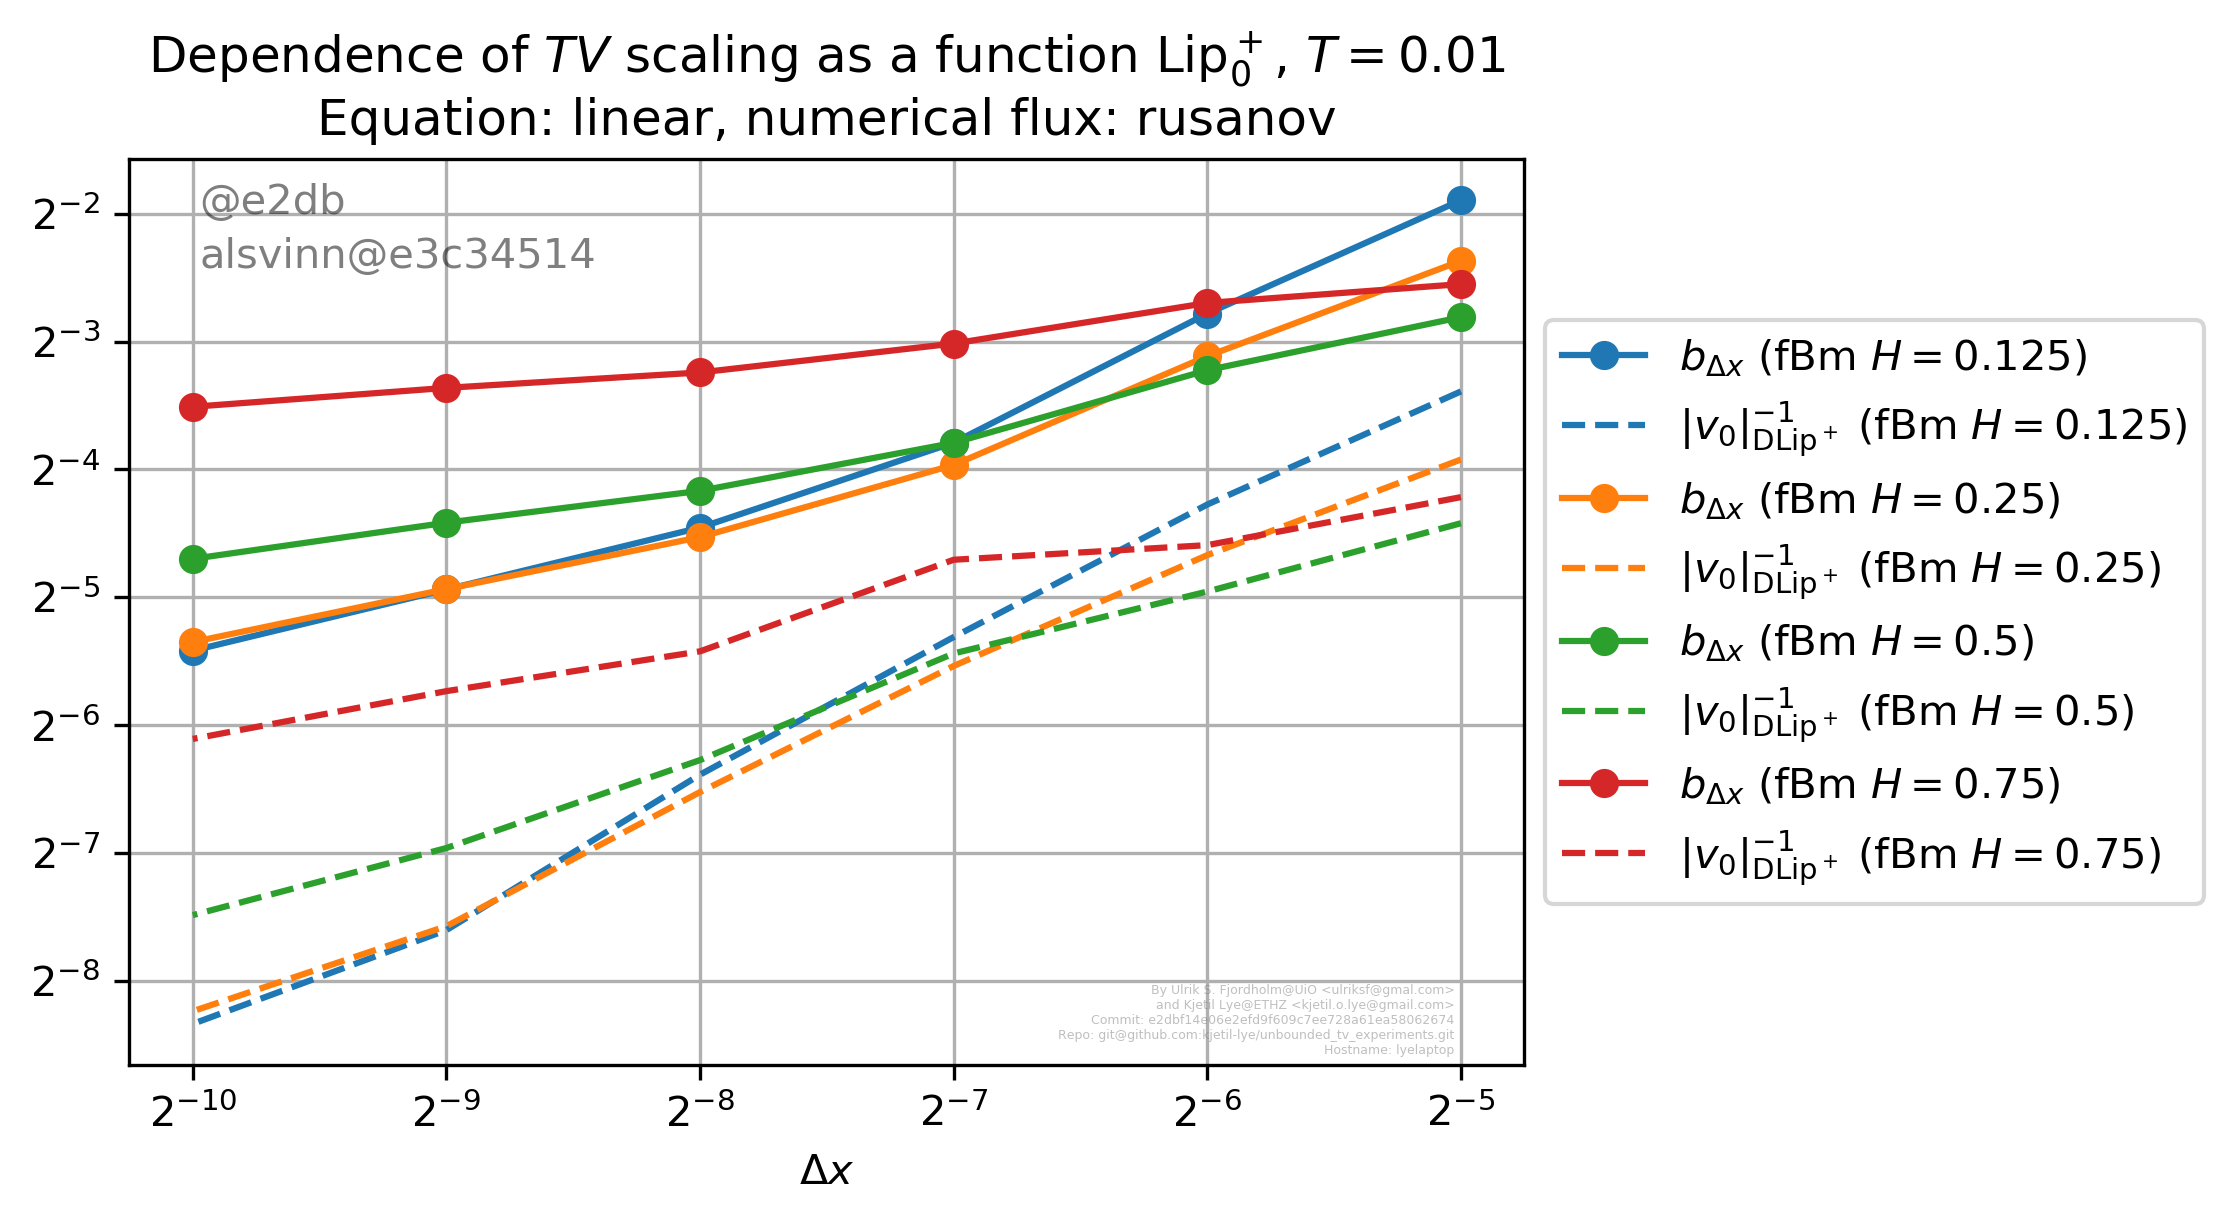 Dependence of TV scaling as a function Lip₀⁺, T = 0.01
Equation: linear, numerical flux: rusanov
@e2db
alsvinn@e3c34514
2⁻²
2⁻³
2⁻⁴
2⁻⁵
2⁻⁶
2⁻⁷
2⁻⁸
By Ulrik S. Fjordholm@UiO <ulriksf@gmal.com>
and Kjetil Lye@ETHZ <kjetil.o.lye@gmail.com>
Commit: e2dbf14e06e2efd9f609c7ee728a61ea58062674
Repo: git@github.com:kjetil-lye/unbounded_tv_experiments.git
Hostname: lyelaptop
2⁻¹⁰ 2⁻⁹ 2⁻⁸ 2⁻⁷ 2⁻⁶ 2⁻⁵
Δx
b_Δx (fBm H = 0.125)
|v₀|⁻¹_DLip⁺ (fBm H = 0.125)
b_Δx (fBm H = 0.25)
|v₀|⁻¹_DLip⁺ (fBm H = 0.25)
b_Δx (fBm H = 0.5)
|v₀|⁻¹_DLip⁺ (fBm H = 0.5)
b_Δx (fBm H = 0.75)
|v₀|⁻¹_DLip⁺ (fBm H = 0.75)